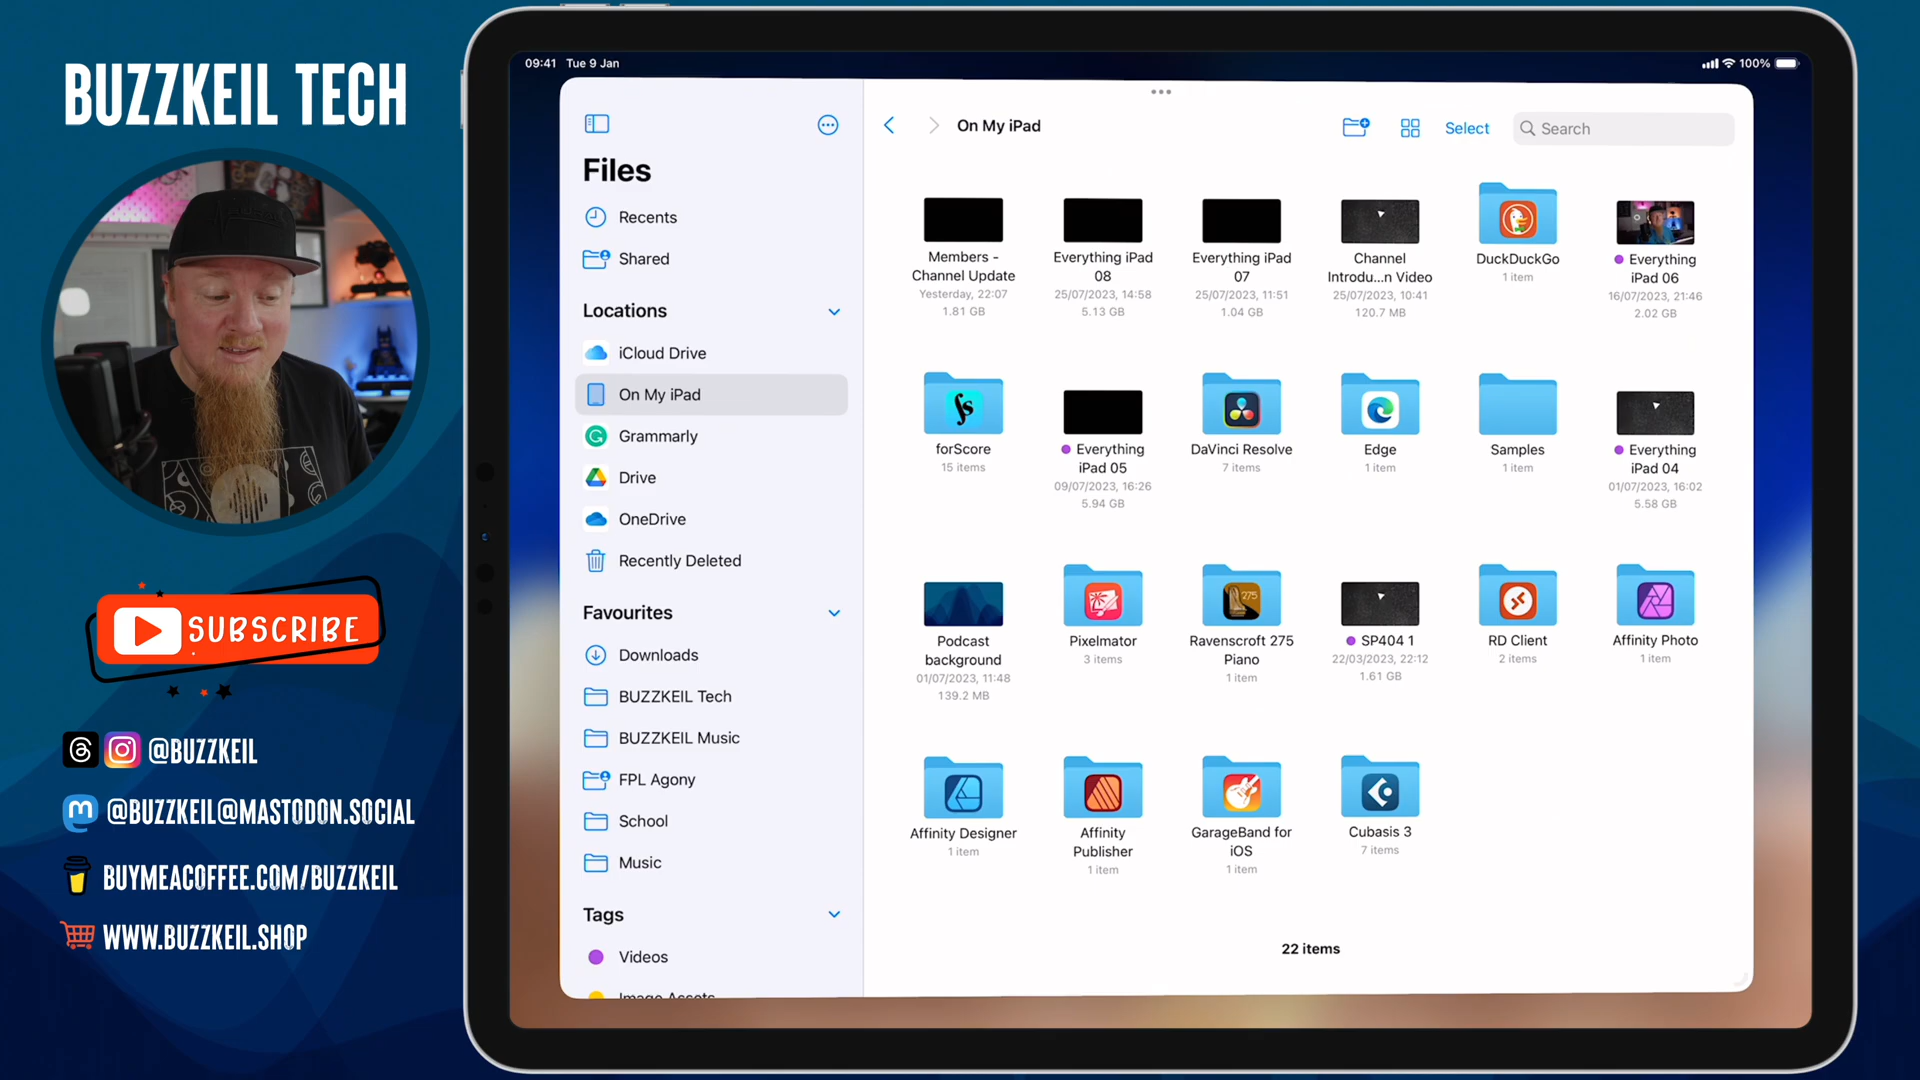 BUZZKEIL TECH
SUBSCRIBE
@BUZZKEIL
@BUZZKEIL@MASTODON.SOCIAL
BUYMEACOFFEE.COM/BUZZKEIL
WWW.BUZZKEIL.SHOP
09:41 Tue 9 Jan
100%
Files
Recents
Shared
Locations
iCloud Drive
On My iPad
Grammarly
Drive
OneDrive
Recently Deleted
Favourites
Downloads
BUZZKEIL Tech
BUZZKEIL Music
FPL Agony
School
Music
Tags
Videos
Image Assets
On My iPad
Select
Search
Members -
Channel Update
Yesterday, 22:07
1.81 GB
Everything iPad
08
25/07/2023, 14:58
5.13 GB
Everything iPad
07
25/07/2023, 11:51
1.04 GB
Channel
Introdu...n Video
25/07/2023, 10:41
120.7 MB
DuckDuckGo
1 item
Everything
iPad 06
16/07/2023, 21:46
2.02 GB
forScore
15 items
Everything
iPad 05
09/07/2023, 16:26
5.94 GB
DaVinci Resolve
7 items
Edge
1 item
Samples
1 item
Everything
iPad 04
01/07/2023, 16:02
5.58 GB
Podcast
background
01/07/2023, 11:48
139.2 MB
Pixelmator
3 items
275
Ravenscroft 275
Piano
1 item
SP404 1
22/03/2023, 22:12
1.61 GB
RD Client
2 items
Affinity Photo
1 item
Affinity Designer
1 item
Affinity
Publisher
1 item
GarageBand for
iOS
1 item
Cubasis 3
7 items
22 items